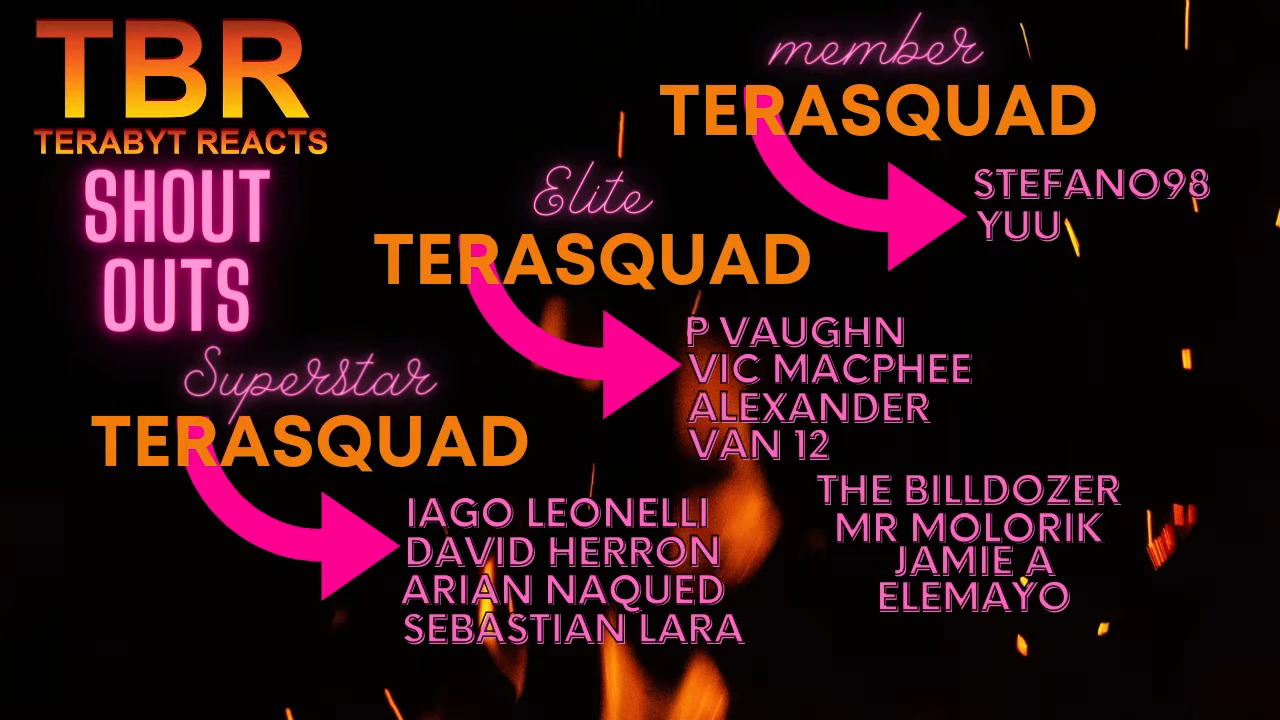 TBR
TERABYT REACTS
SHOUT
OUTS
member
TERASQUAD
STEFANO98
YUU
Elite
TERASQUAD
P VAUGHN
VIC MACPHEE
ALEXANDER
VAN 12
Superstar
TERASQUAD
IAGO LEONELLI
DAVID HERRON
ARIAN NAQUED
SEBASTIAN LARA
THE BILLDOZER
MR MOLORIK
JAMIE A
ELEMAYO